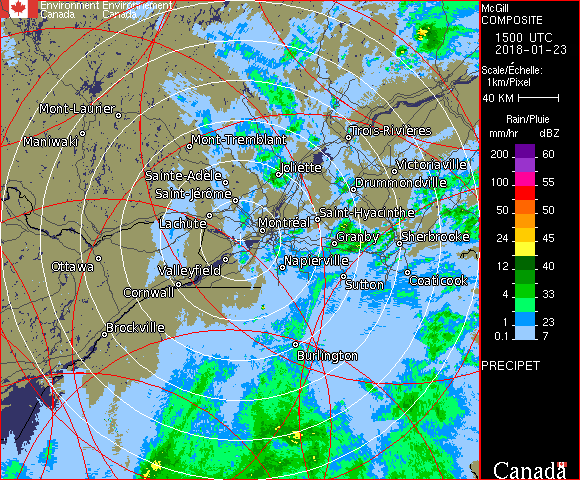 Environment Environnement
Canada Canada
McGill
COMPOSITE
1500 UTC
2018-01-23
Scale/Échelle:
1km/Pixel
40 KM
Rain/Pluie
mm/hr dBZ
200 60
100 55
50 50
24 45
12 40
4 33
1 23
0.1 7
PRECIPET
Canada
Mont-Laurier
Maniwaki
Mont-Tremblant
Trois-Rivières
Victoriaville
Sainte-Adèle
Joliette
Drummondville
Saint-Jérôme
Saint-Hyacinthe
Lachute
Montréal
Granby
Sherbrooke
Ottawa
Valleyfield
Napierville
Sutton
Coaticook
Cornwall
Brockville
Burlington